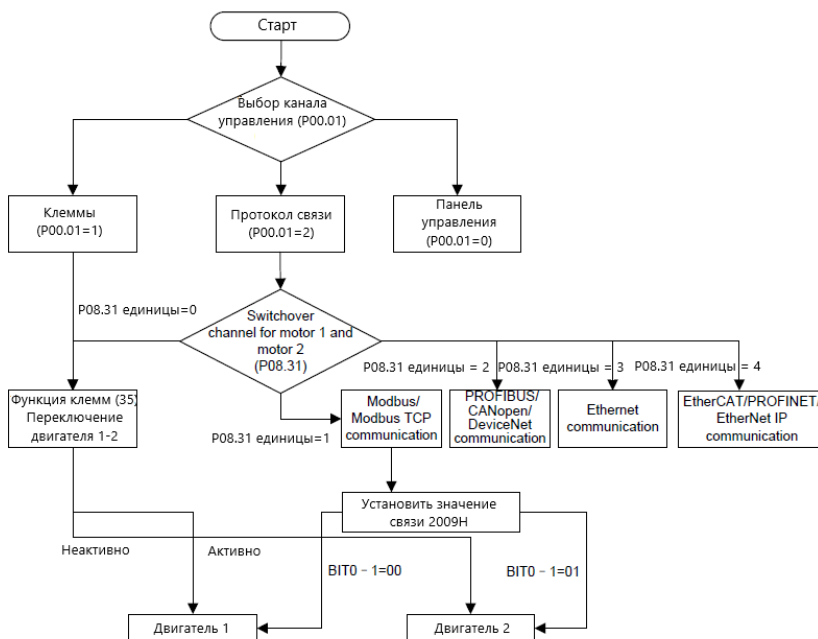 Старт
Выбор канала
управления (P00.01)
Клеммы
(P00.01=1)
Протокол связи
(P00.01=2)
Панель
управления
(P00.01=0)
P08.31 единицы=0
Switchover
channel for motor 1 and
motor 2
(P08.31)
P08.31 единицы = 2
P08.31 единицы = 3
P08.31 единицы = 4
Функция клемм (35)
Переключение
двигателя 1-2
P08.31 единицы=1
Modbus/
Modbus TCP
communication
PROFIBUS/
CANopen/
DeviceNet
communication
Ethernet
communication
EtherCAT/PROFINET/
EtherNet IP
communication
Установить значение
связи 2009H
Неактивно
Активно
BIT0 - 1=00
BIT0 - 1=01
Двигатель 1
Двигатель 2